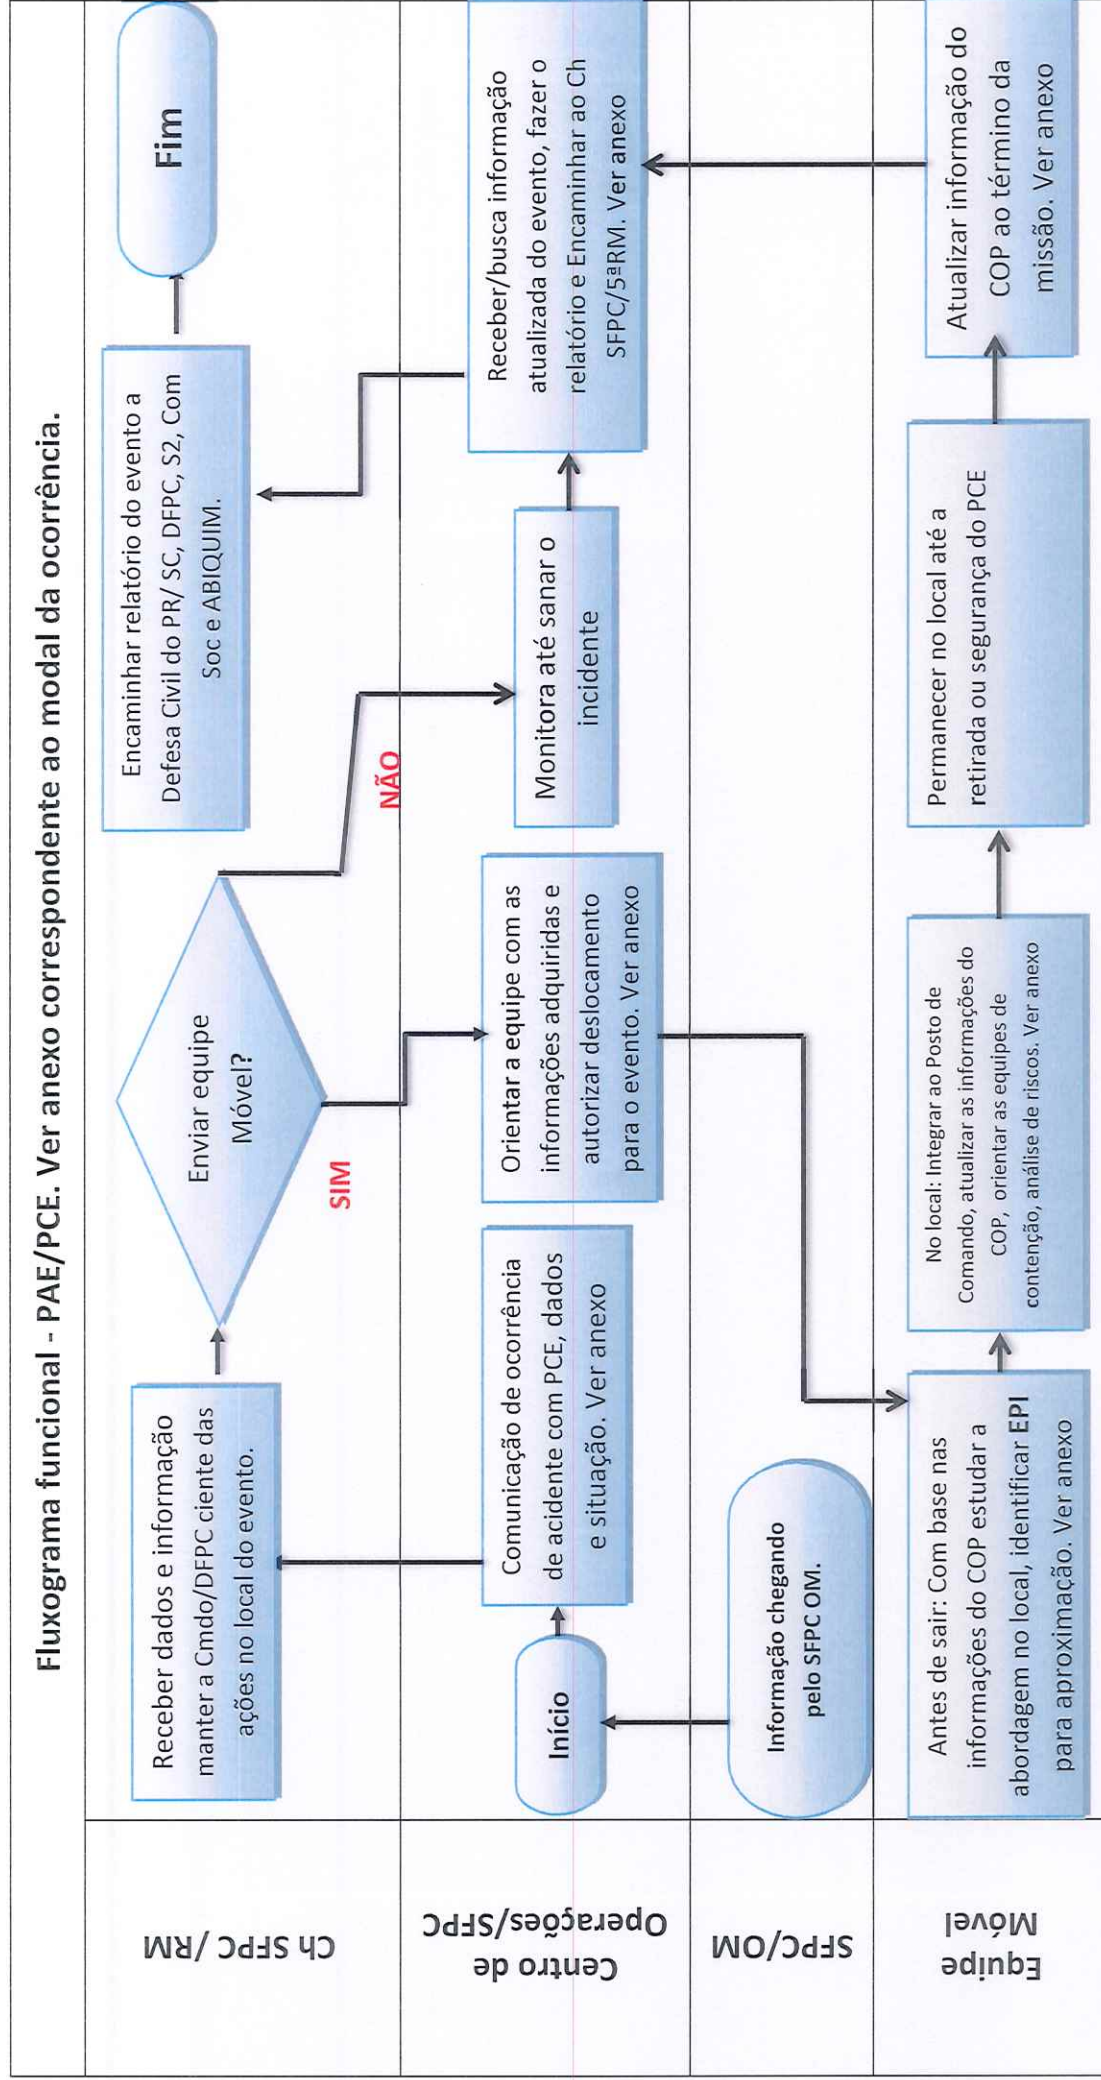 Fluxograma funcional - PAE/PCE. Ver anexo correspondente ao modal da ocorrência.
Ch SFPC / RM
Receber dados e informação
manter a Cmdo/DFPC ciente das
ações no local do evento.
Enviar equipe
Móvel?
SIM
NÃO
Encaminhar relatório do evento a
Defesa Civil do PR/ SC, DFPC, S2, Com
Soc e ABIQUIM.
Fim
Centro de
Operações/SFPC
Início
Comunicação de ocorrência
de acidente com PCE, dados
e situação. Ver anexo
Orientar a equipe com as
informações adquiridas e
autorizar deslocamento
para o evento. Ver anexo
Monitora até sanar o
incidente
Receber/busca informação
atualizada do evento, fazer o
relatório e Encaminhar ao Ch
SFPC/5ªRM. Ver anexo
SFPC/OM
Informação chegando
pelo SFPC OM.
Equipe
Móvel
Antes de sair: Com base nas
informações do COP estudar a
abordagem no local, identificar EPI
para aproximação. Ver anexo
No local: Integrar ao Posto de
Comando, atualizar as informações do
COP, orientar as equipes de
contenção, análise de riscos. Ver anexo
Permanecer no local até a
retirada ou segurança do PCE
Atualizar informação do
COP ao término da
missão. Ver anexo